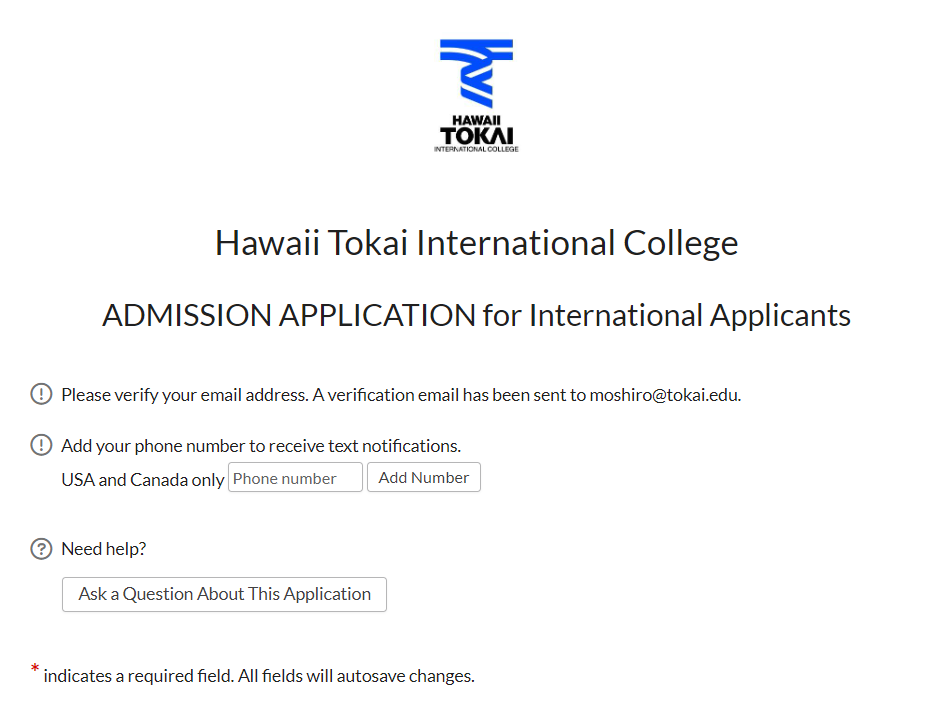 HAWAII
TOKAI
INTERNATIONAL COLLEGE
Hawaii Tokai International College
ADMISSION APPLICATION for International Applicants
Please verify your email address. A verification email has been sent to moshiro@tokai.edu.
Add your phone number to receive text notifications.
USA and Canada only Phone number Add Number
Need help?
Ask a Question About This Application
* indicates a required field. All fields will autosave changes.